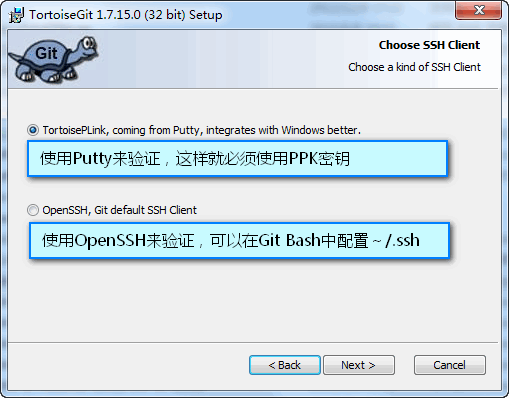 TortoiseGit 1.7.15.0 (32 bit) Setup
Git
Choose SSH Client
Choose a kind of SSH Client
TortoisePLink, coming from Putty, integrates with Windows better.
使用Putty来验证，这样就必须使用PPK密钥
OpenSSH, Git default SSH Client
使用OpenSSH来验证，可以在Git Bash中配置～/.ssh
< Back
Next >
Cancel